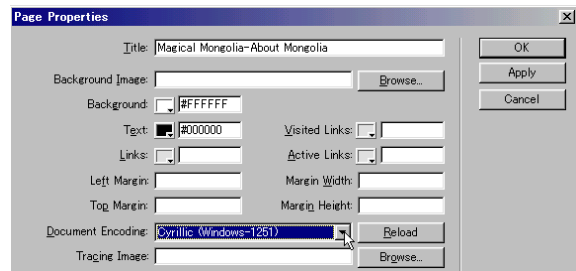 Page Properties
Title: Magical Mongolia-About Mongolia
OK
Background Image: Browse...
Apply
Background: #FFFFFF
Cancel
Text: #000000 Visited Links:
Links: Active Links:
Left Margin: Margin Width:
Top Margin: Margin Height:
Document Encoding: Cyrillic (Windows-1251) Reload
Tracing Image: Browse...